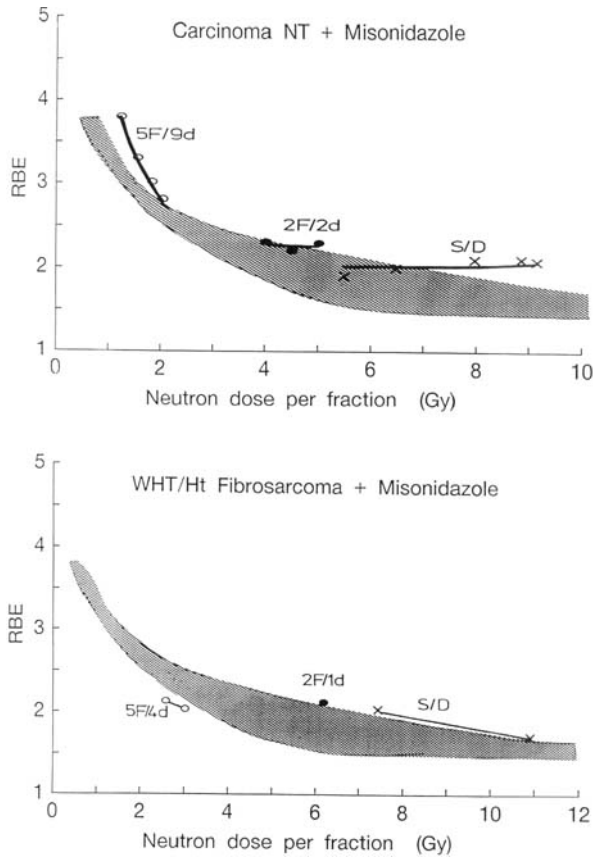 Carcinoma NT + Misonidazole
5
4
3
2
1
RBE
5F/9d
2F/2d
S/D
0
2
4
6
8
10
Neutron dose per fraction (Gy)
WHT/Ht Fibrosarcoma + Misonidazole
5
4
3
2
1
RBE
5F/4d
2F/1d
S/D
0
2
4
6
8
10
12
Neutron dose per fraction (Gy)